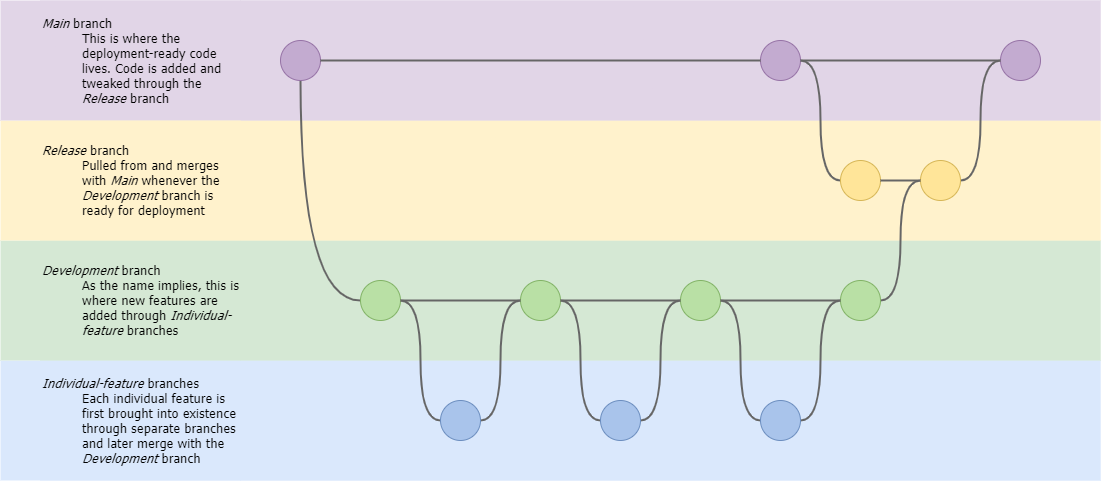 Main branch
This is where the
deployment-ready code
lives. Code is added and
tweaked through the
Release branch
Release branch
Pulled from and merges
with Main whenever the
Development branch is
ready for deployment
Development branch
As the name implies, this is
where new features are
added through Individual-
feature branches
Individual-feature branches
Each individual feature is
first brought into existence
through separate branches
and later merge with the
Development branch